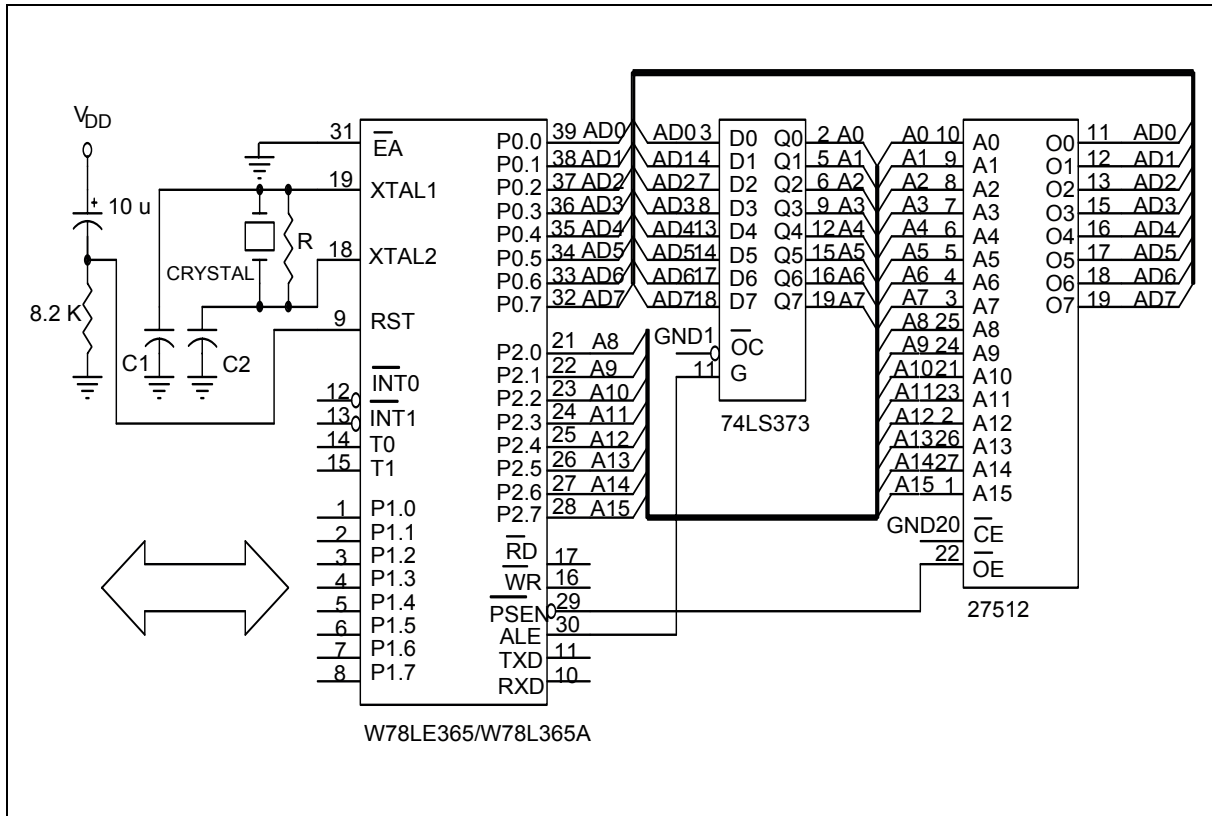 V_DD
10 u
8.2 K
C1
C2
CRYSTAL
R
31 EA
19 XTAL1
18 XTAL2
9 RST
12 INT0
13 INT1
14 T0
15 T1
1 P1.0
2 P1.1
3 P1.2
4 P1.3
5 P1.4
6 P1.5
7 P1.6
8 P1.7
P0.0 39 AD0
P0.1 38 AD1
P0.2 37 AD2
P0.3 36 AD3
P0.4 35 AD4
P0.5 34 AD5
P0.6 33 AD6
P0.7 32 AD7
P2.0 21 A8
P2.1 22 A9
P2.2 23 A10
P2.3 24 A11
P2.4 25 A12
P2.5 26 A13
P2.6 27 A14
P2.7 28 A15
RD 17
WR 16
PSEN 29
ALE 30
TXD 11
RXD 10
W78LE365/W78L365A
AD0 3 D0 Q0 2 A0
AD1 4 D1 Q1 5 A1
AD2 7 D2 Q2 6 A2
AD3 8 D3 Q3 9 A3
AD4 13 D4 Q4 12 A4
AD5 14 D5 Q5 15 A5
AD6 17 D6 Q6 16 A6
AD7 18 D7 Q7 19 A7
GND 1 OC
11 G
74LS373
A0 10 A0 O0 11 AD0
A1 9 A1 O1 12 AD1
A2 8 A2 O2 13 AD2
A3 7 A3 O3 15 AD3
A4 6 A4 O4 16 AD4
A5 5 A5 O5 17 AD5
A6 4 A6 O6 18 AD6
A7 3 A7 O7 19 AD7
A8 25 A8
A9 24 A9
A10 21 A10
A11 23 A11
A12 2 A12
A13 26 A13
A14 27 A14
A15 1 A15
GND 20 CE
22 OE
27512